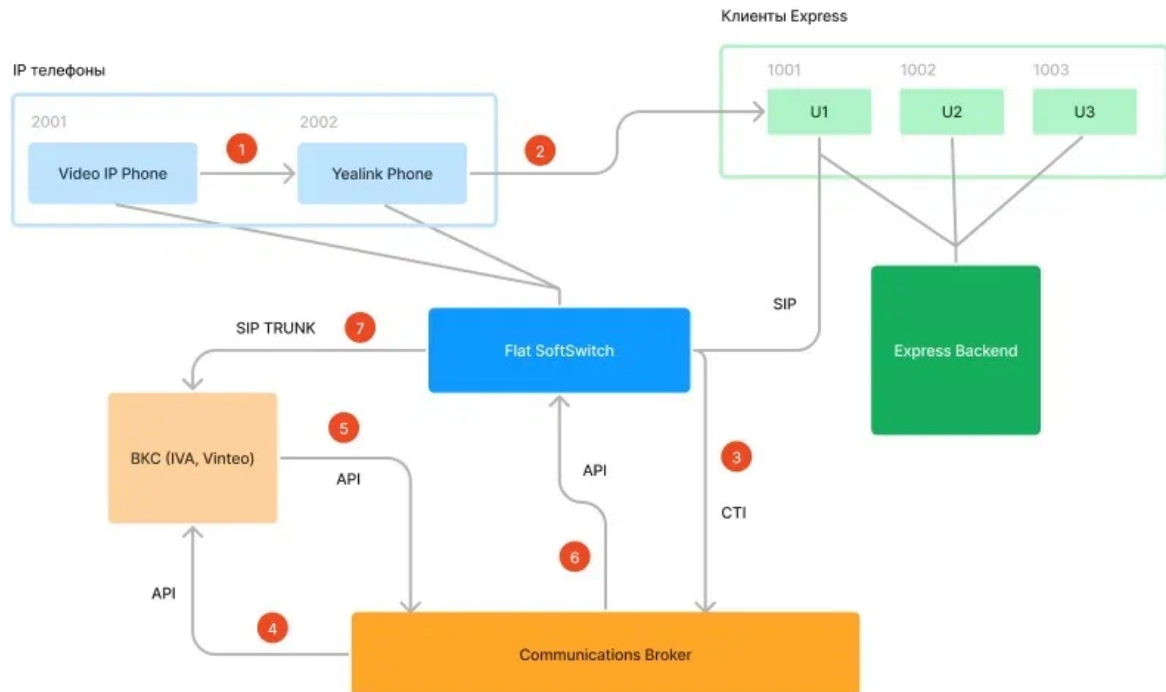 Клиенты Express
IP телефоны
1001
1002
1003
U1
U2
U3
2001
2002
1
2
Video IP Phone
Yealink Phone
SIP
SIP TRUNK
7
Flat SoftSwitch
Express Backend
5
ВКС (IVA, Vinteo)
API
API
3
CTI
6
API
4
Communications Broker